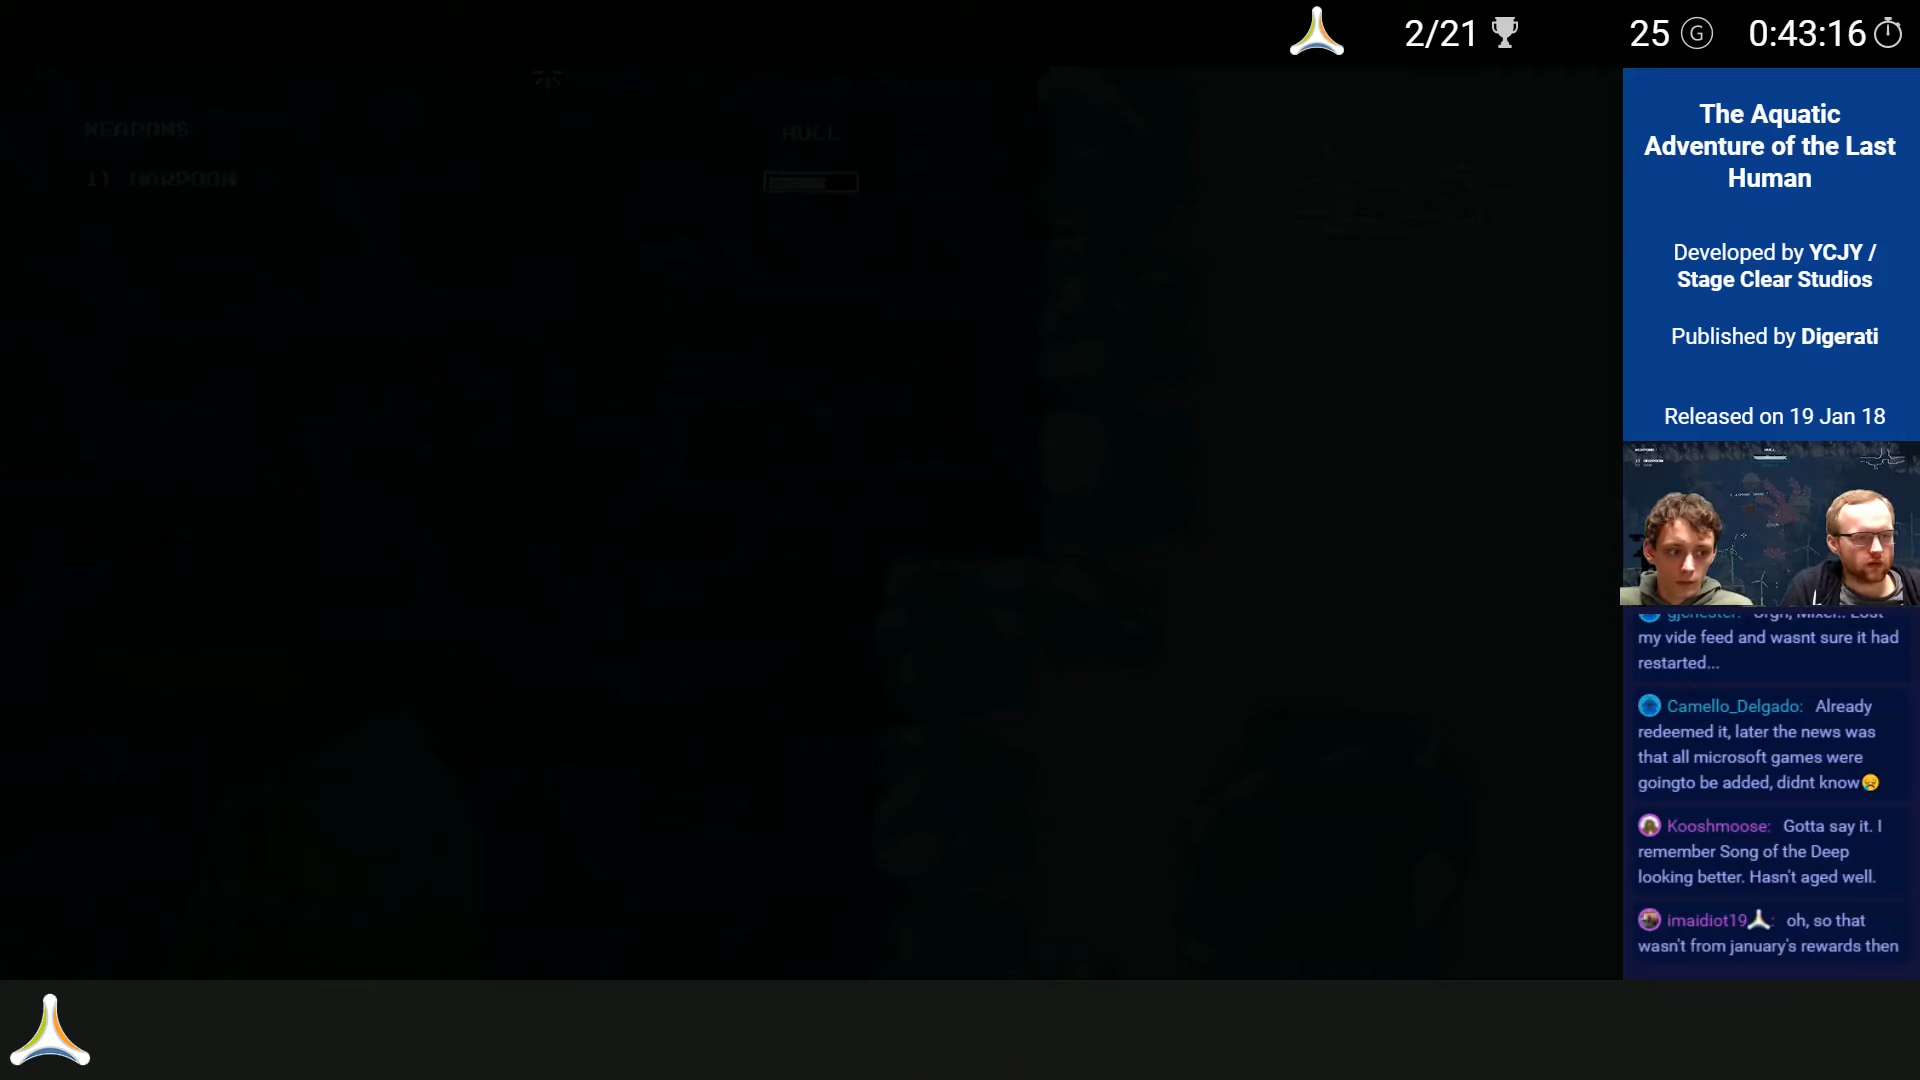 2/21
25 G
0:43:16
WEAPONS
HULL
1) HARPOON
The Aquatic
Adventure of the Last
Human
Developed by YCJY /
Stage Clear Studios
Published by Digerati
Released on 19 Jan 18
my vide feed and wasnt sure it had
restarted...
Camello_Delgado: Already
redeemed it, later the news was
that all microsoft games were
goingto be added, didnt know
Kooshmoose: Gotta say it. I
remember Song of the Deep
looking better. Hasn't aged well.
imaidiot19: oh, so that
wasn't from january's rewards then